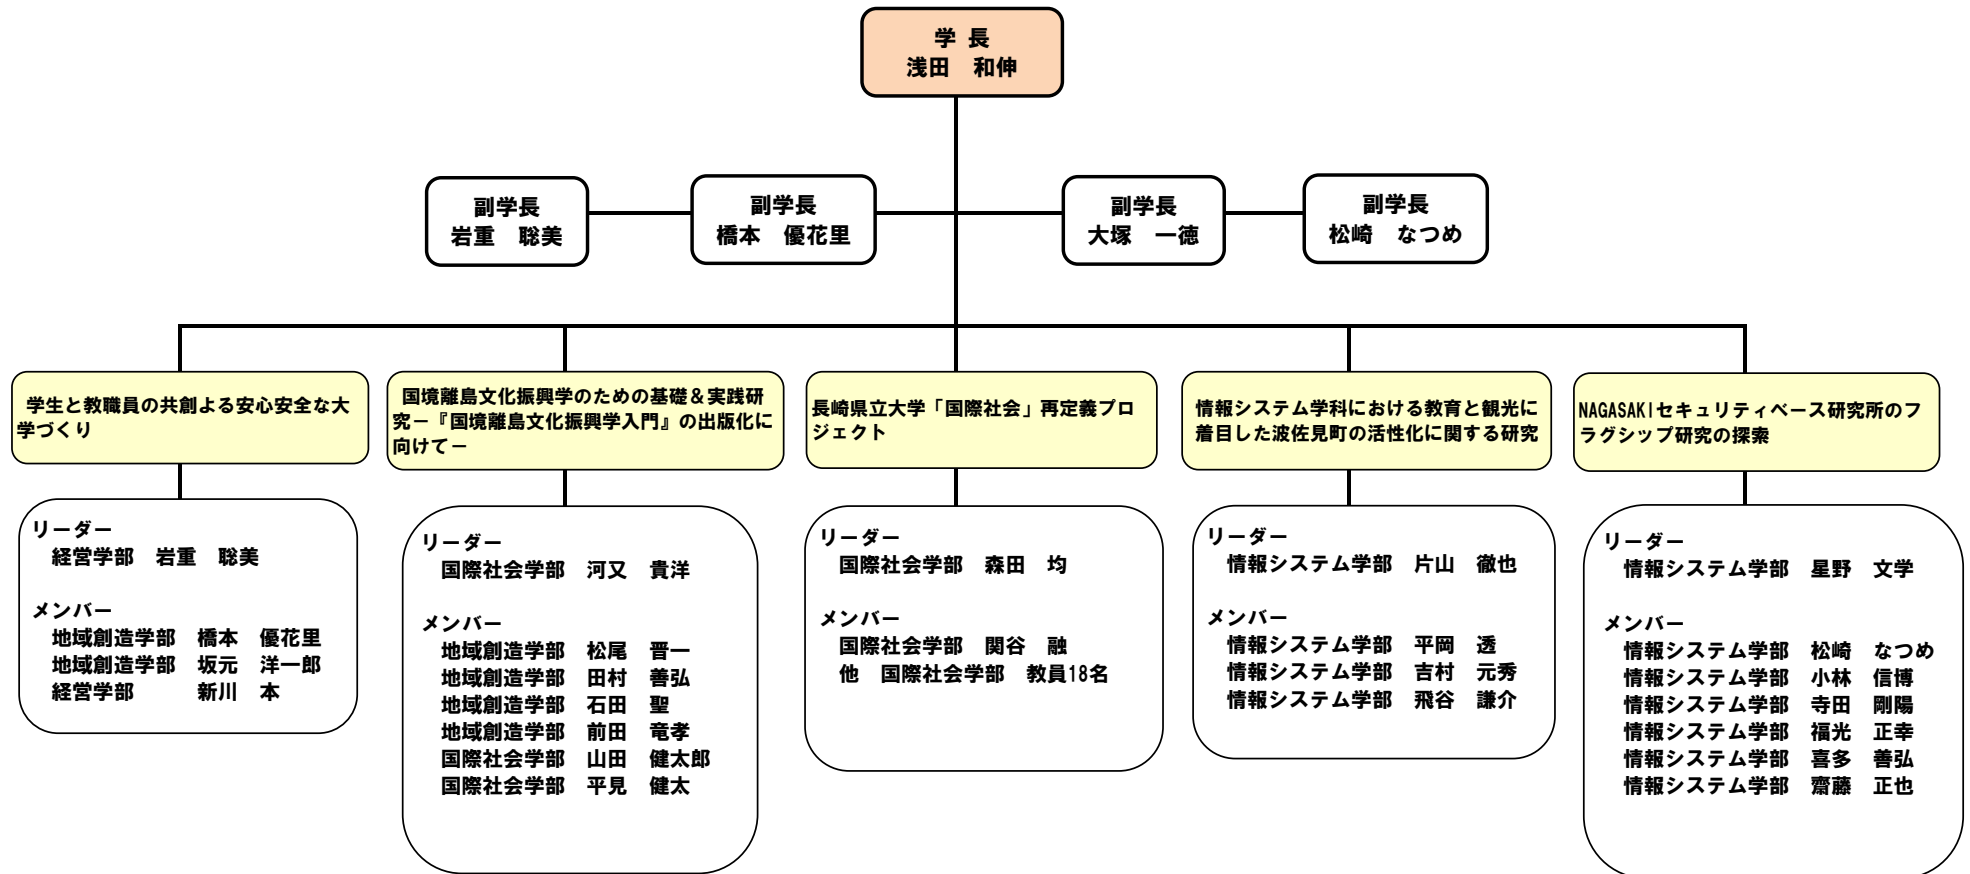 学 長
浅田　和伸
副学長
岩重　聡美
副学長
橋本　優花里
副学長
大塚　一徳
副学長
松崎　なつめ
学生と教職員の共創よる安心安全な大
学づくり
国境離島文化振興学のための基礎＆実践研
究－『国境離島文化振興学入門』の出版化に
向けて－
長崎県立大学「国際社会」再定義プロ
ジェクト
情報システム学科における教育と観光に
着目した波佐見町の活性化に関する研究
NAGASAKIセキュリティベース研究所のフ
ラグシップ研究の探索
リーダー
経営学部　岩重　聡美
メンバー
地域創造学部　橋本　優花里
地域創造学部　坂元　洋一郎
経営学部　　　新川　本
リーダー
国際社会学部　河又　貴洋
メンバー
地域創造学部　松尾　晋一
地域創造学部　田村　善弘
地域創造学部　石田　聖
地域創造学部　前田　竜孝
国際社会学部　山田　健太郎
国際社会学部　平見　健太
リーダー
国際社会学部　森田　均
メンバー
国際社会学部　関谷　融
他　国際社会学部　教員18名
リーダー
情報システム学部　片山　徹也
メンバー
情報システム学部　平岡　透
情報システム学部　吉村　元秀
情報システム学部　飛谷　謙介
リーダー
情報システム学部　星野　文学
メンバー
情報システム学部　松崎　なつめ
情報システム学部　小林　信博
情報システム学部　寺田　剛陽
情報システム学部　福光　正幸
情報システム学部　喜多　善弘
情報システム学部　齋藤　正也